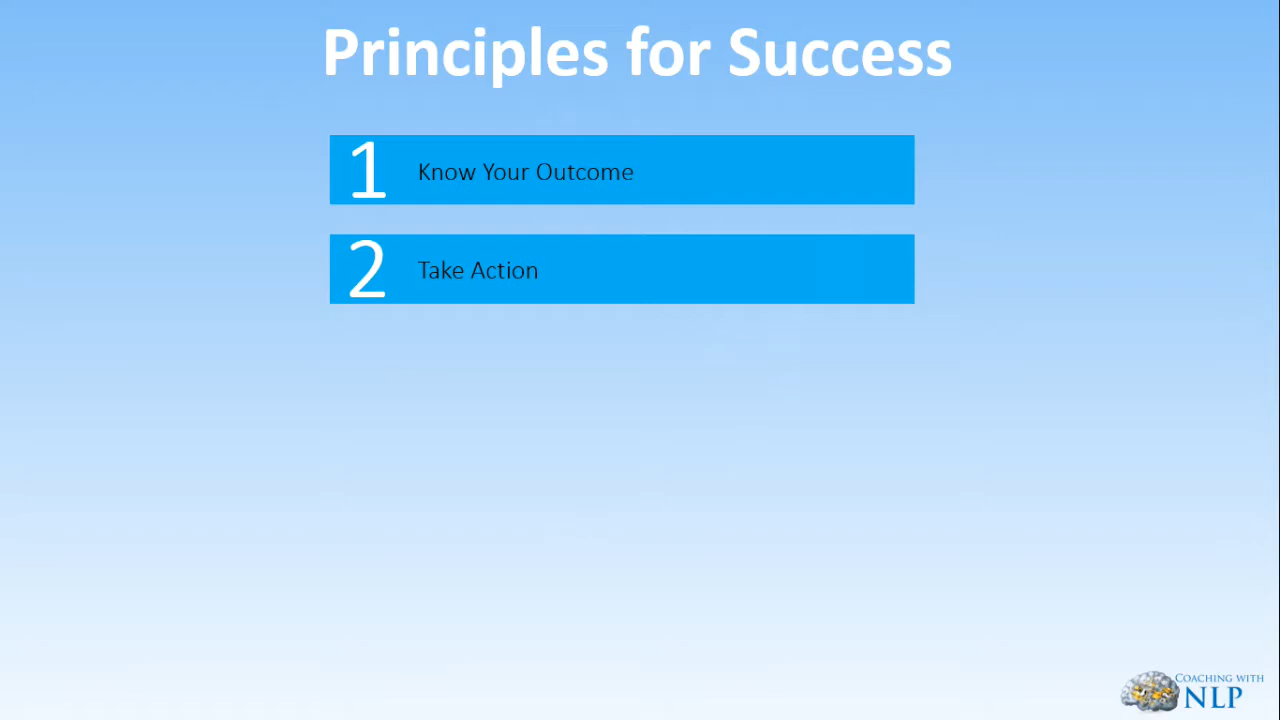 Principles for Success
1 Know Your Outcome
2 Take Action
COACHING WITH
NLP